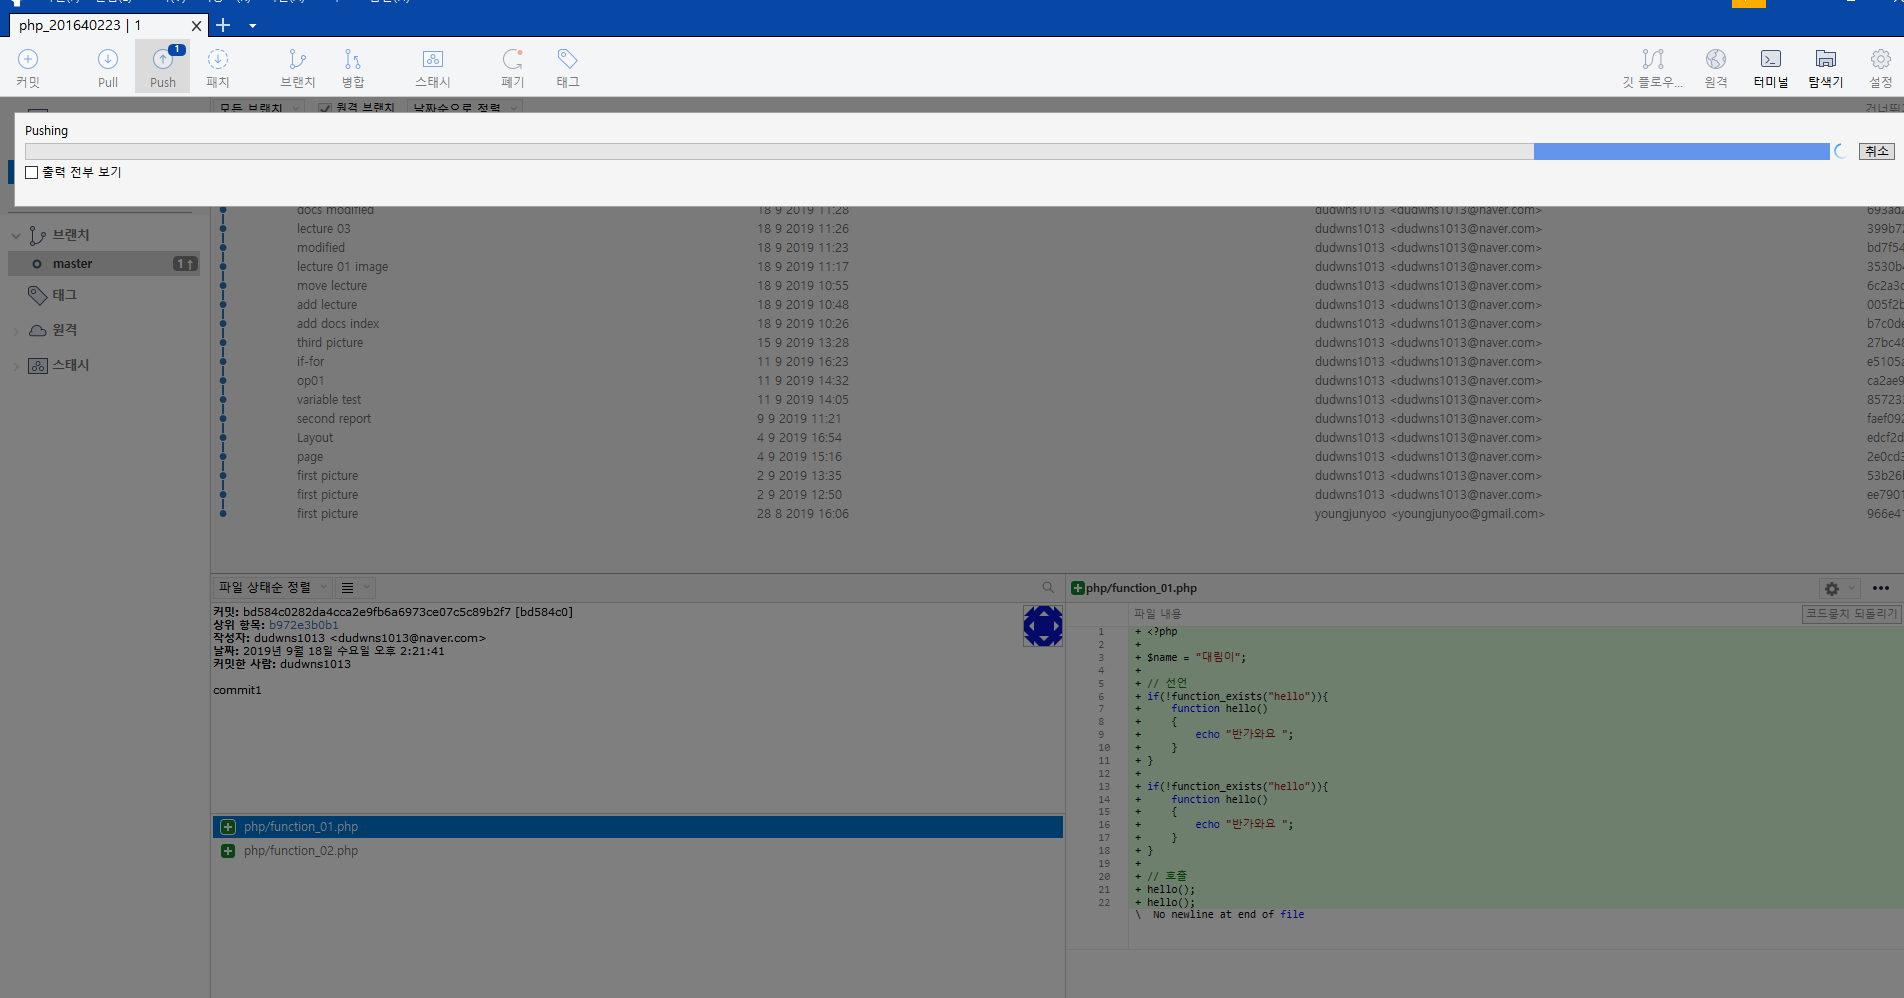 php_201640223 | 1
커밋 Pull Push 1 패치 브랜치 병합 스태시 폐기 태그 깃 플로우... 원격 터미널 탐색기 설정
모든 브랜치 원격 브랜치 날짜순으로 정렬
Pushing
취소
출력 전부 보기
브랜치
master 1↑
태그
원격
스태시
docs modified 18 9 2019 11:28 dudwns1013 <dudwns1013@naver.com>
lecture 03 18 9 2019 11:26 dudwns1013 <dudwns1013@naver.com> 399b7
modified 18 9 2019 11:23 dudwns1013 <dudwns1013@naver.com> bd7f54
lecture 01 image 18 9 2019 11:17 dudwns1013 <dudwns1013@naver.com> 3530b
move lecture 18 9 2019 10:55 dudwns1013 <dudwns1013@naver.com> 6c2a3
add lecture 18 9 2019 10:48 dudwns1013 <dudwns1013@naver.com> 005f2b
add docs index 18 9 2019 10:26 dudwns1013 <dudwns1013@naver.com> b7c0de
third picture 15 9 2019 13:28 dudwns1013 <dudwns1013@naver.com> 27bc48
if-for 11 9 2019 16:23 dudwns1013 <dudwns1013@naver.com> e5105a
op01 11 9 2019 14:32 dudwns1013 <dudwns1013@naver.com> ca2ae9
variable test 11 9 2019 14:05 dudwns1013 <dudwns1013@naver.com> 85723
second report 9 9 2019 11:21 dudwns1013 <dudwns1013@naver.com> faef092
Layout 4 9 2019 16:54 dudwns1013 <dudwns1013@naver.com> edcf2d
page 4 9 2019 15:16 dudwns1013 <dudwns1013@naver.com> 2e0cd3
first picture 2 9 2019 13:35 dudwns1013 <dudwns1013@naver.com> 53b26
first picture 2 9 2019 12:50 dudwns1013 <dudwns1013@naver.com> ee7901
first picture 28 8 2019 16:06 youngjunyoo <youngjunyoo@gmail.com> 966e41
파일 상태순 정렬
커밋: bd584c0282da4cca2e9fb6a6973ce07c5c89b2f7 [bd584c0]
상위 항목: b972e3b0b1
작성자: dudwns1013 <dudwns1013@naver.com>
날짜: 2019년 9월 18일 수요일 오후 2:21:41
커밋한 사람: dudwns1013
commit1
php/function_01.php
php/function_02.php
php/function_01.php
파일 내용 코드뭉치 되돌리기
1 + <?php
2 +
3 + $name = "대림이";
4 +
5 + // 선언
6 + if(!function_exists("hello")){
7 + function hello()
8 + {
9 + echo "반가와요 ";
10 + }
11 + }
12 +
13 + if(!function_exists("hello")){
14 + function hello()
15 + {
16 + echo "반가와요 ";
17 + }
18 + }
19 +
20 + // 호출
21 + hello();
22 + hello();
\ No newline at end of file